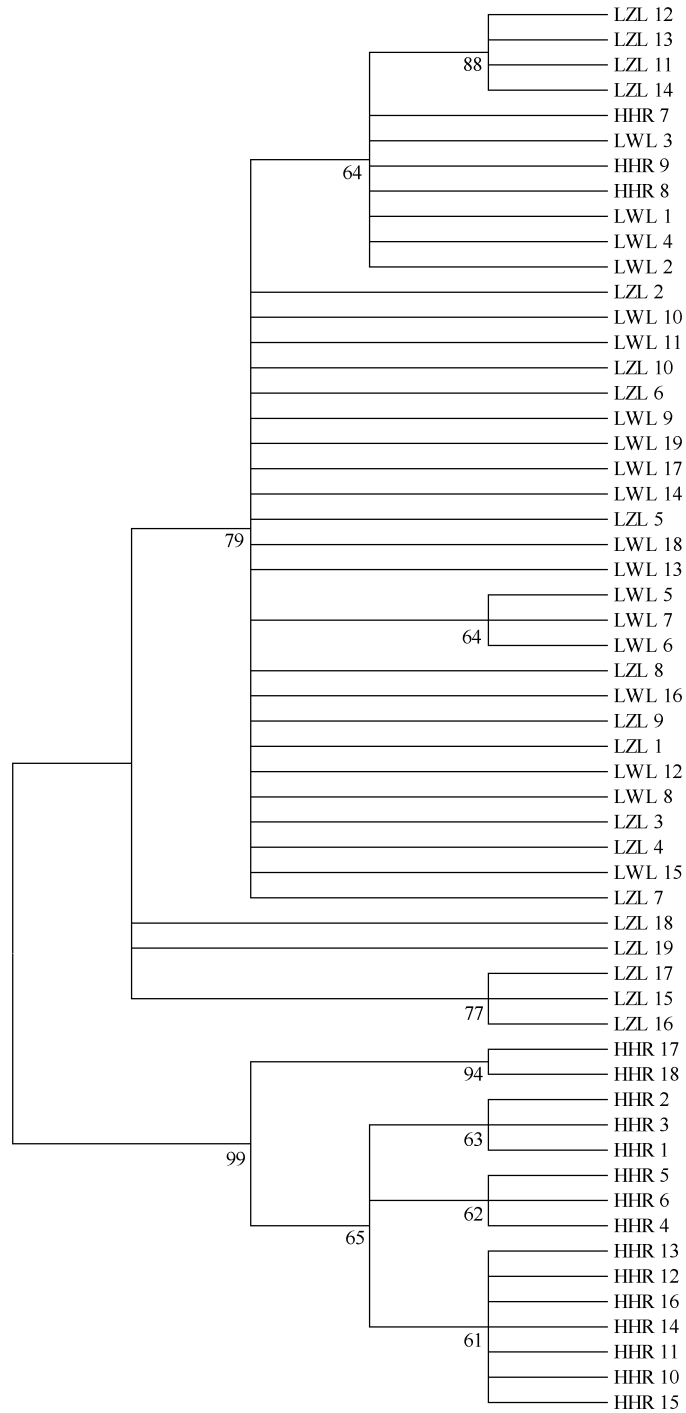 LZL 12
LZL 13
88
LZL 11
LZL 14
HHR 7
LWL 3
64
HHR 9
HHR 8
LWL 1
LWL 4
LWL 2
LZL 2
LWL 10
LWL 11
LZL 10
LZL 6
LWL 9
LWL 19
LWL 17
LWL 14
LZL 5
79
LWL 18
LWL 13
LWL 5
LWL 7
64
LWL 6
LZL 8
LWL 16
LZL 9
LZL 1
LWL 12
LWL 8
LZL 3
LZL 4
LWL 15
LZL 7
LZL 18
LZL 19
LZL 17
LZL 15
77
LZL 16
HHR 17
94
HHR 18
HHR 2
HHR 3
63
HHR 1
99
HHR 5
HHR 6
62
HHR 4
65
HHR 13
HHR 12
HHR 16
HHR 14
61
HHR 11
HHR 10
HHR 15